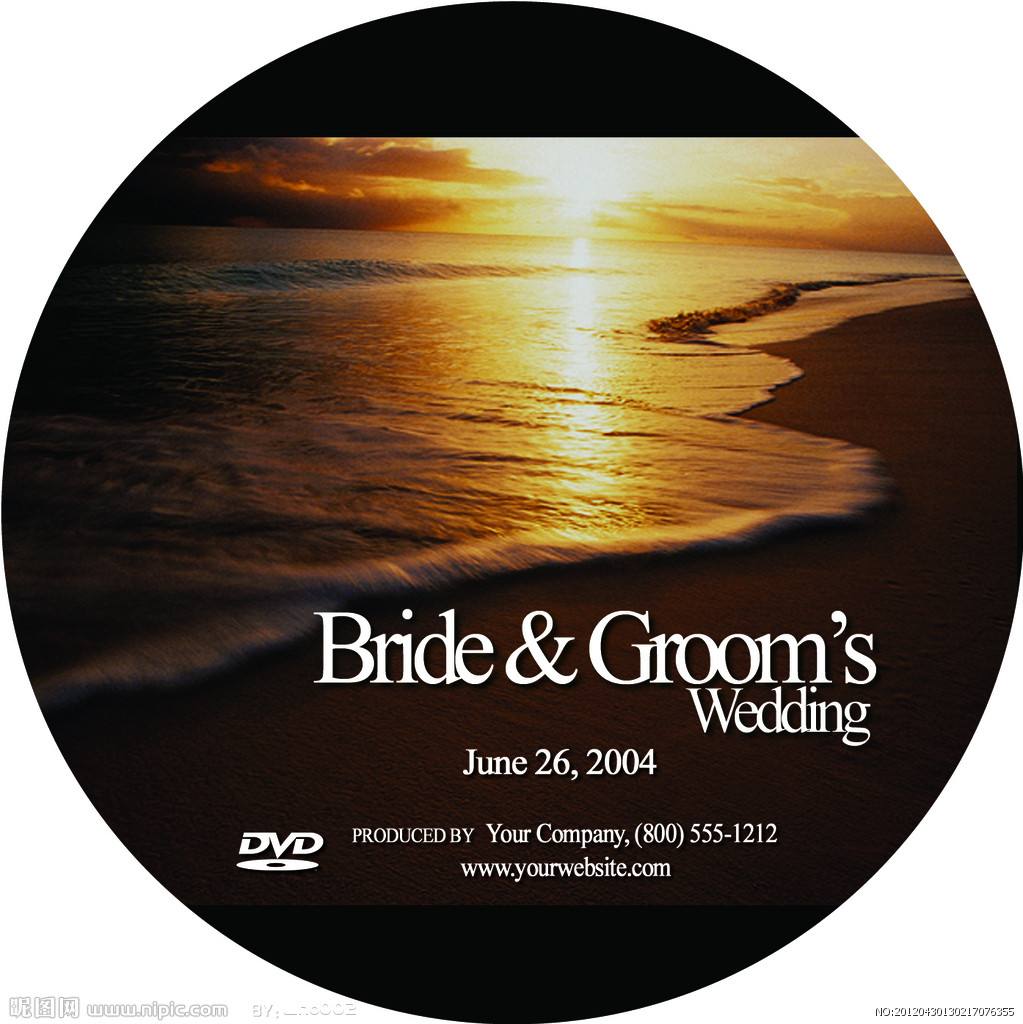 Bride & Groom's
Wedding
June 26, 2004
DVD
PRODUCED BY Your Company, (800) 555-1212
www.yourwebsite.com
昵图网 www.nipic.com BY:
NO:20120430130217076355